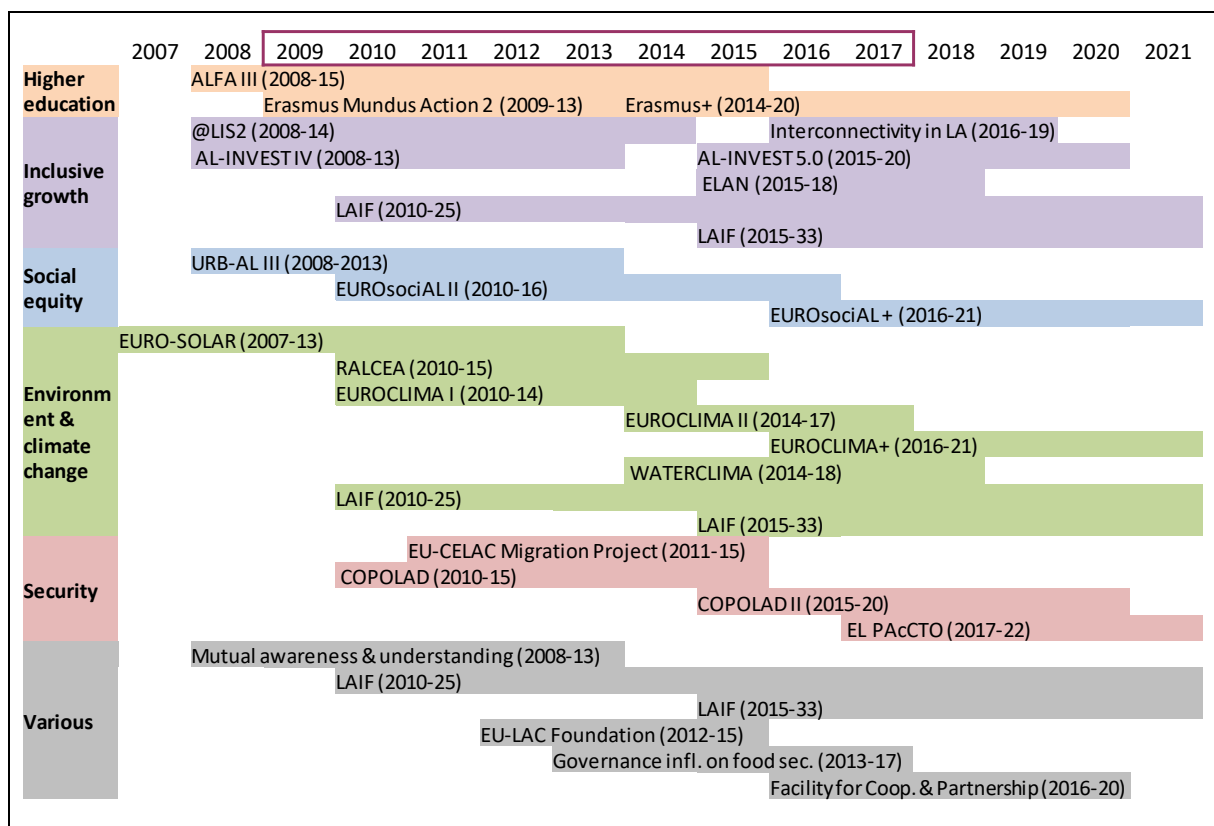 2007 2008 2009 2010 2011 2012 2013 2014 2015 2016 2017 2018 2019 2020 2021
Higher
education
ALFA III (2008-15)
Erasmus Mundus Action 2 (2009-13) Erasmus+ (2014-20)
Inclusive
growth
@LIS2 (2008-14) Interconnectivity in LA (2016-19)
AL-INVEST IV (2008-13) AL-INVEST 5.0 (2015-20)
ELAN (2015-18)
LAIF (2010-25)
LAIF (2015-33)
Social
equity
URB-AL III (2008-2013)
EUROsociAL II (2010-16)
EUROsociAL + (2016-21)
Environm
ent &
climate
change
EURO-SOLAR (2007-13)
RALCEA (2010-15)
EUROCLIMA I (2010-14)
EUROCLIMA II (2014-17)
EUROCLIMA+ (2016-21)
WATERCLIMA (2014-18)
LAIF (2010-25)
LAIF (2015-33)
Security
EU-CELAC Migration Project (2011-15)
COPOLAD (2010-15)
COPOLAD II (2015-20)
EL PAcCTO (2017-22)
Various
Mutual awareness & understanding (2008-13)
LAIF (2010-25)
LAIF (2015-33)
EU-LAC Foundation (2012-15)
Governance infl. on food sec. (2013-17)
Facility for Coop. & Partnership (2016-20)